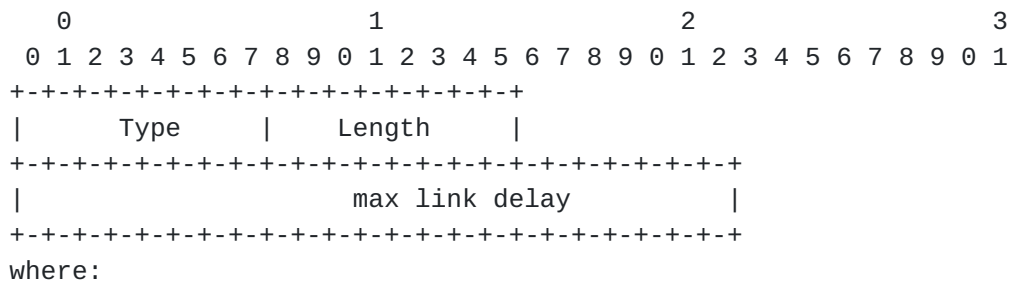 0                   1                   2                   3
 0 1 2 3 4 5 6 7 8 9 0 1 2 3 4 5 6 7 8 9 0 1 2 3 4 5 6 7 8 9 0 1
+-+-+-+-+-+-+-+-+-+-+-+-+-+-+-+-+
|      Type     |    Length     |
+-+-+-+-+-+-+-+-+-+-+-+-+-+-+-+-+-+-+-+-+-+-+-+
|                     max link delay          |
+-+-+-+-+-+-+-+-+-+-+-+-+-+-+-+-+-+-+-+-+-+-+-+
where: